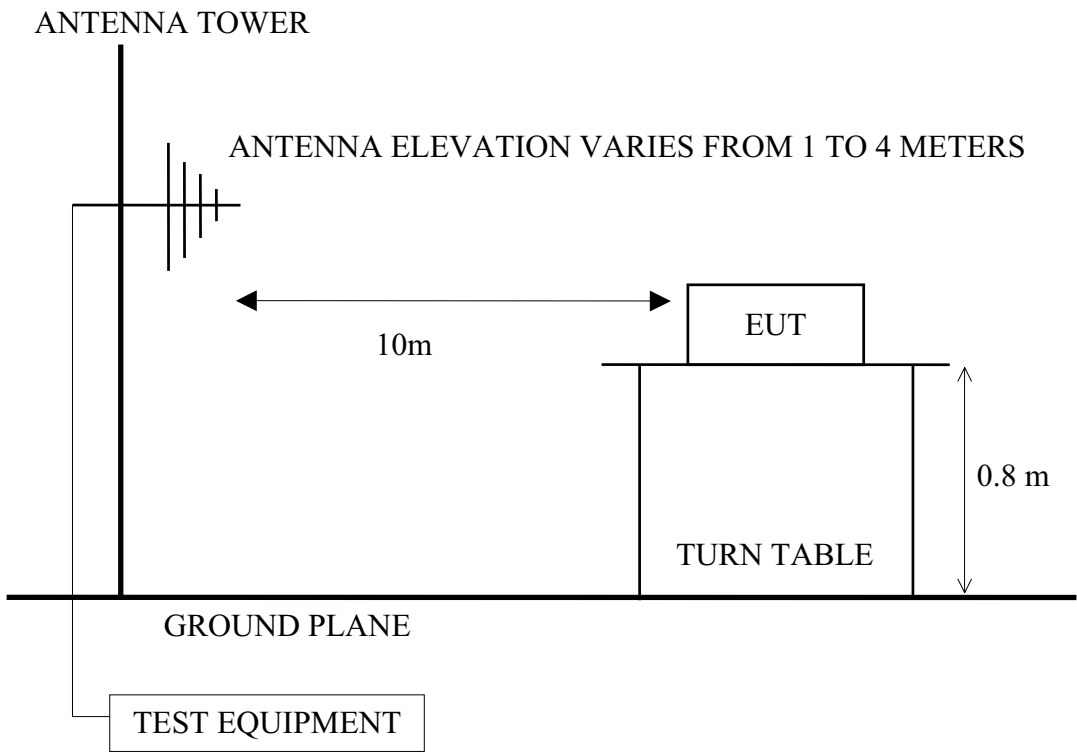 ANTENNA TOWER
ANTENNA ELEVATION VARIES FROM 1 TO 4 METERS
EUT
10m
0.8 m
TURN TABLE
GROUND PLANE
TEST EQUIPMENT